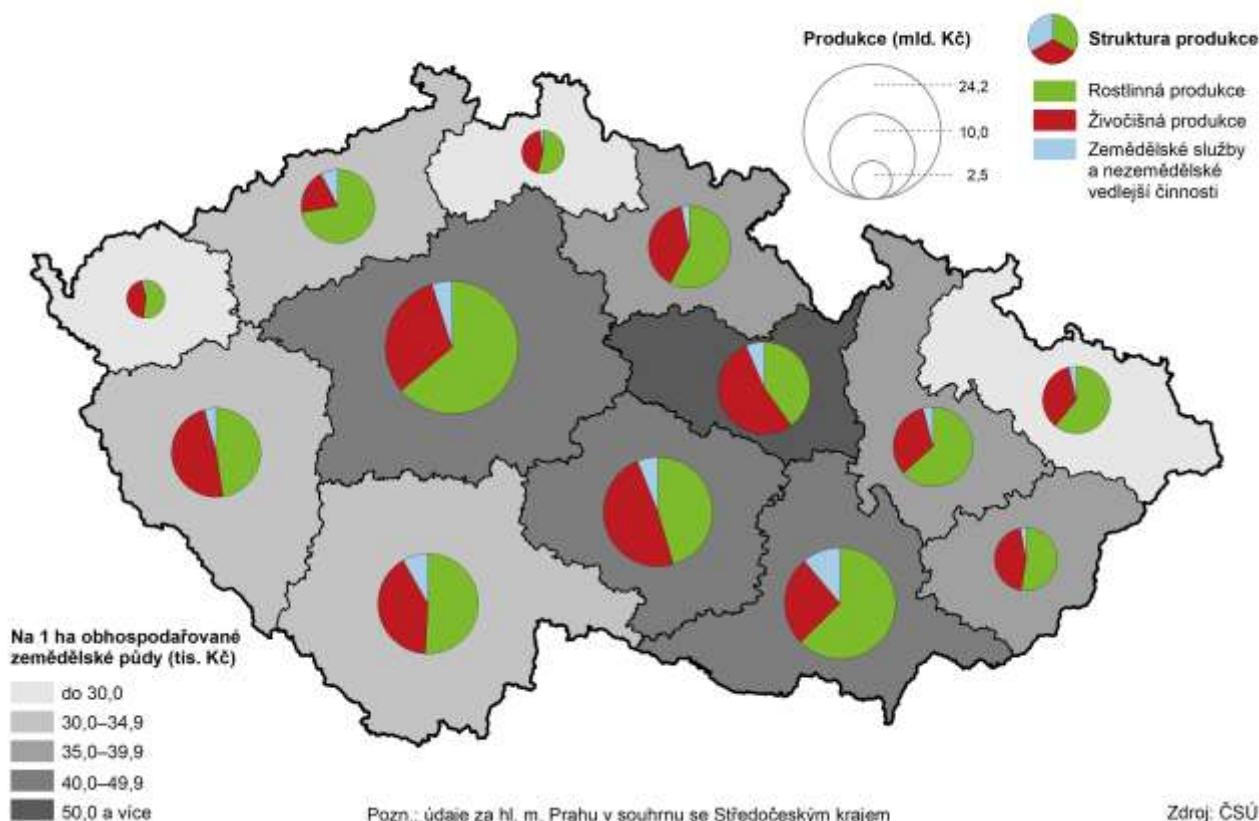 Produkce (mld. Kč)
24,2
10,0
2,5
Struktura produkce
Rostlinná produkce
Živočišná produkce
Zemědělské služby
a nezemědělské
vedlejší činnosti
Na 1 ha obhospodařované
zemědělské půdy (tis. Kč)
do 30,0
30,0–34,9
35,0–39,9
40,0–49,9
50,0 a více
Pozn.: údaje za hl. m. Prahu v souhrnu se Středočeským krajem
Zdroj: ČSÚ